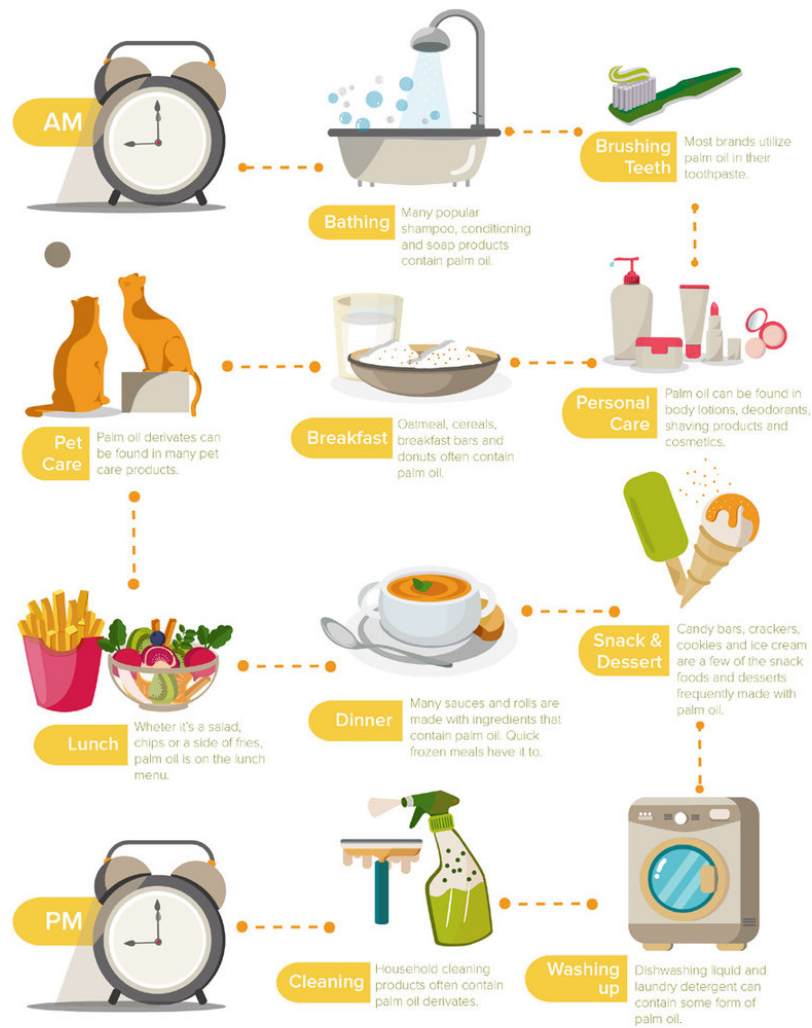 AM
Bathing
Many popular
shampoo, conditioning
and soap products
contain palm oil.
Brushing
Teeth
Most brands utilize
palm oil in their
toothpaste.
Personal
Care
Palm oil can be found in
body lotions, deodorants,
shaving products and
cosmetics.
Breakfast
Oatmeal, cereals,
breakfast bars and
donuts often contain
palm oil.
Pet
Care
Palm oil derivates can
be found in many pet
care products.
Lunch
Wheter it's a salad,
chips or a side of fries,
palm oil is on the lunch
menu.
Dinner
Many sauces and rolls are
made with ingredients that
contain palm oil. Quick
frozen meals have it to.
Snack &
Dessert
Candy bars, crackers,
cookies and ice cream
are a few of the snack
foods and desserts
frequently made with
palm oil.
Washing
up
Dishwashing liquid and
laundry detergent can
contain some form of
palm oil.
Cleaning
Household cleaning
products often contain
palm oil derivates.
PM